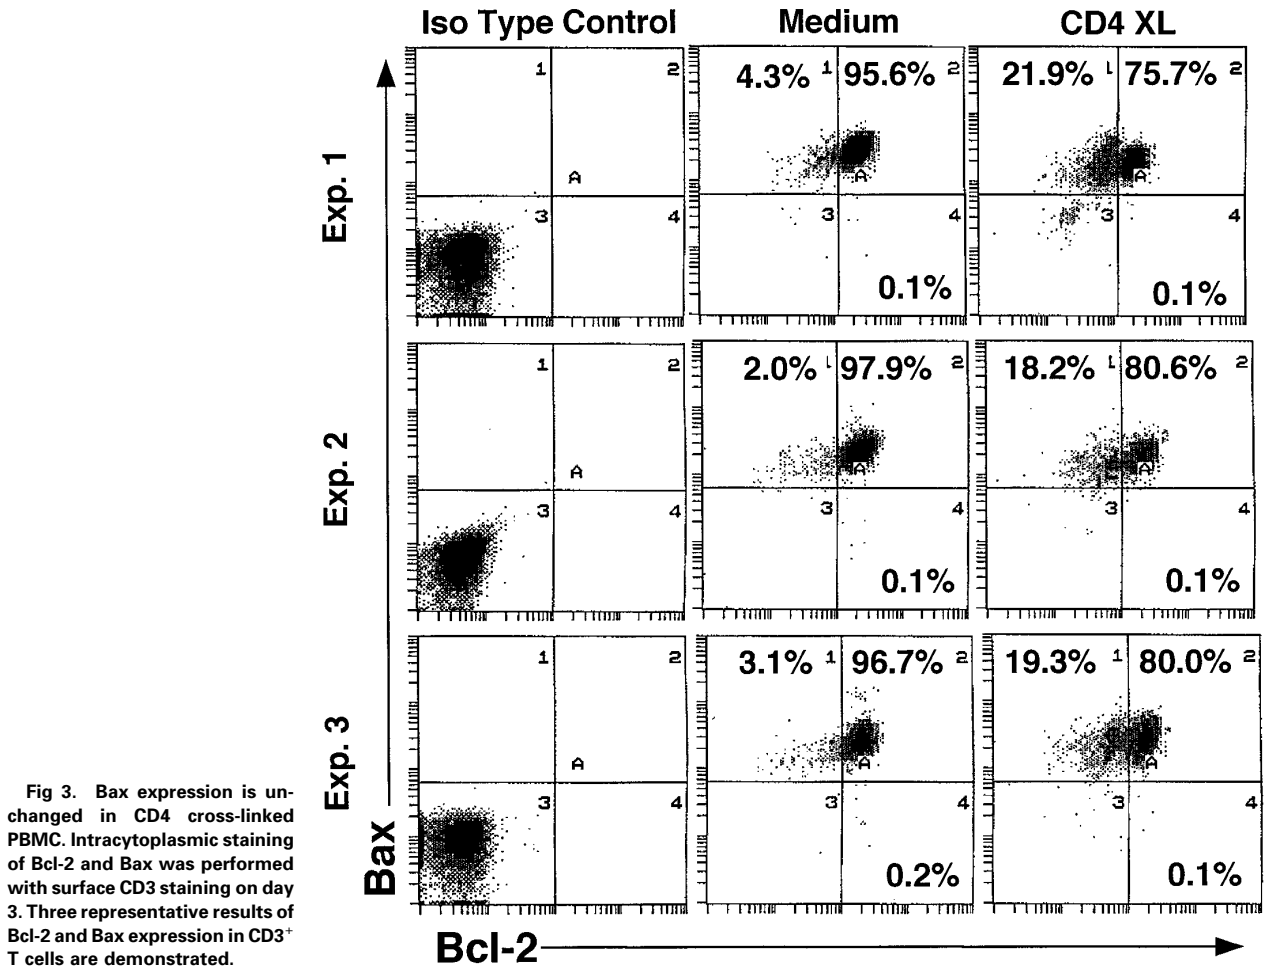 Iso Type Control Medium CD4 XL
Exp. 1
1 2
A
3 4
4.3% 1 95.6% 2
A
3 4
0.1%
21.9% 1 75.7% 2
A
3 4
0.1%
Exp. 2
1 2
A
3 4
2.0% 1 97.9% 2
A
3 4
0.1%
18.2% 1 80.6% 2
A
3 4
0.1%
Exp. 3
1 2
A
3 4
3.1% 1 96.7% 2
A
3 4
0.2%
19.3% 1 80.0% 2
A
3 4
0.1%
Bax
Bcl-2
Fig 3. Bax expression is un-
changed in CD4 cross-linked
PBMC. Intracytoplasmic staining
of Bcl-2 and Bax was performed
with surface CD3 staining on day
3. Three representative results of
Bcl-2 and Bax expression in CD3⁺
T cells are demonstrated.